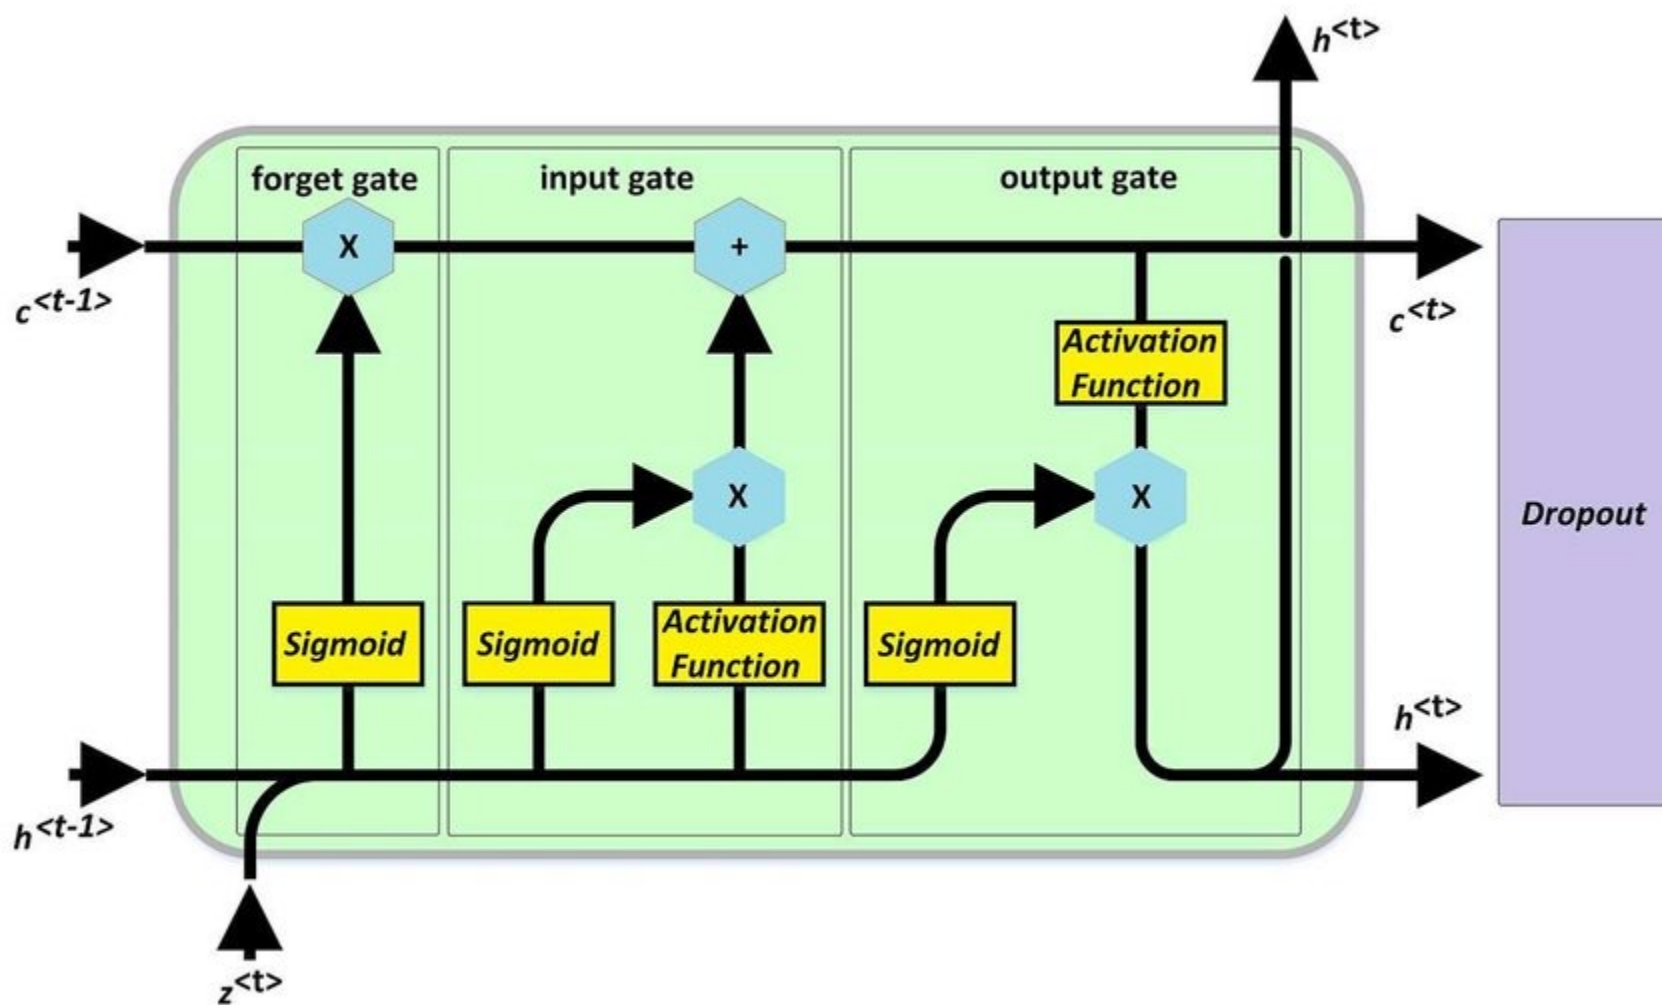 h<t>
forget gate
input gate
output gate
X
+
c<t-1>
c<t>
Activation
Function
X
X
Dropout
Sigmoid
Sigmoid
Activation
Function
Sigmoid
h<t>
h<t-1>
z<t>